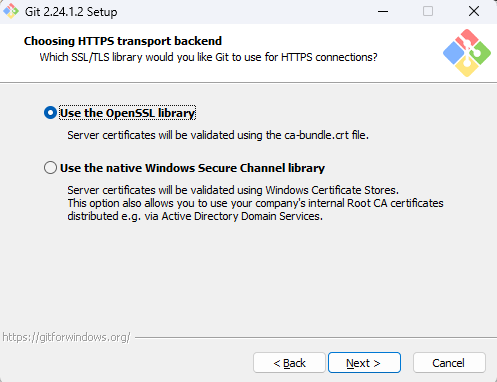 Git 2.24.1.2 Setup
Choosing HTTPS transport backend
Which SSL/TLS library would you like Git to use for HTTPS connections?
Use the OpenSSL library
Server certificates will be validated using the ca-bundle.crt file.
Use the native Windows Secure Channel library
Server certificates will be validated using Windows Certificate Stores.
This option also allows you to use your company's internal Root CA certificates
distributed e.g. via Active Directory Domain Services.
https://gitforwindows.org/
< Back
Next >
Cancel